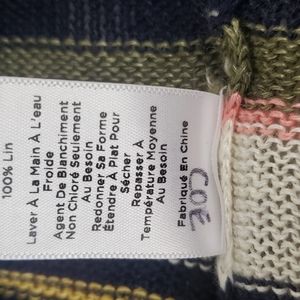 100% Lin
Laver À La Main À L'eau
Froide
Agent De Blanchiment
Non Chloré Seulement
Au Besoin
Redonner Sa Forme
Étendre À Plat Pour
Sécher
Repasser À
Température Moyenne
Au Besoin
Fabriqué En Chine